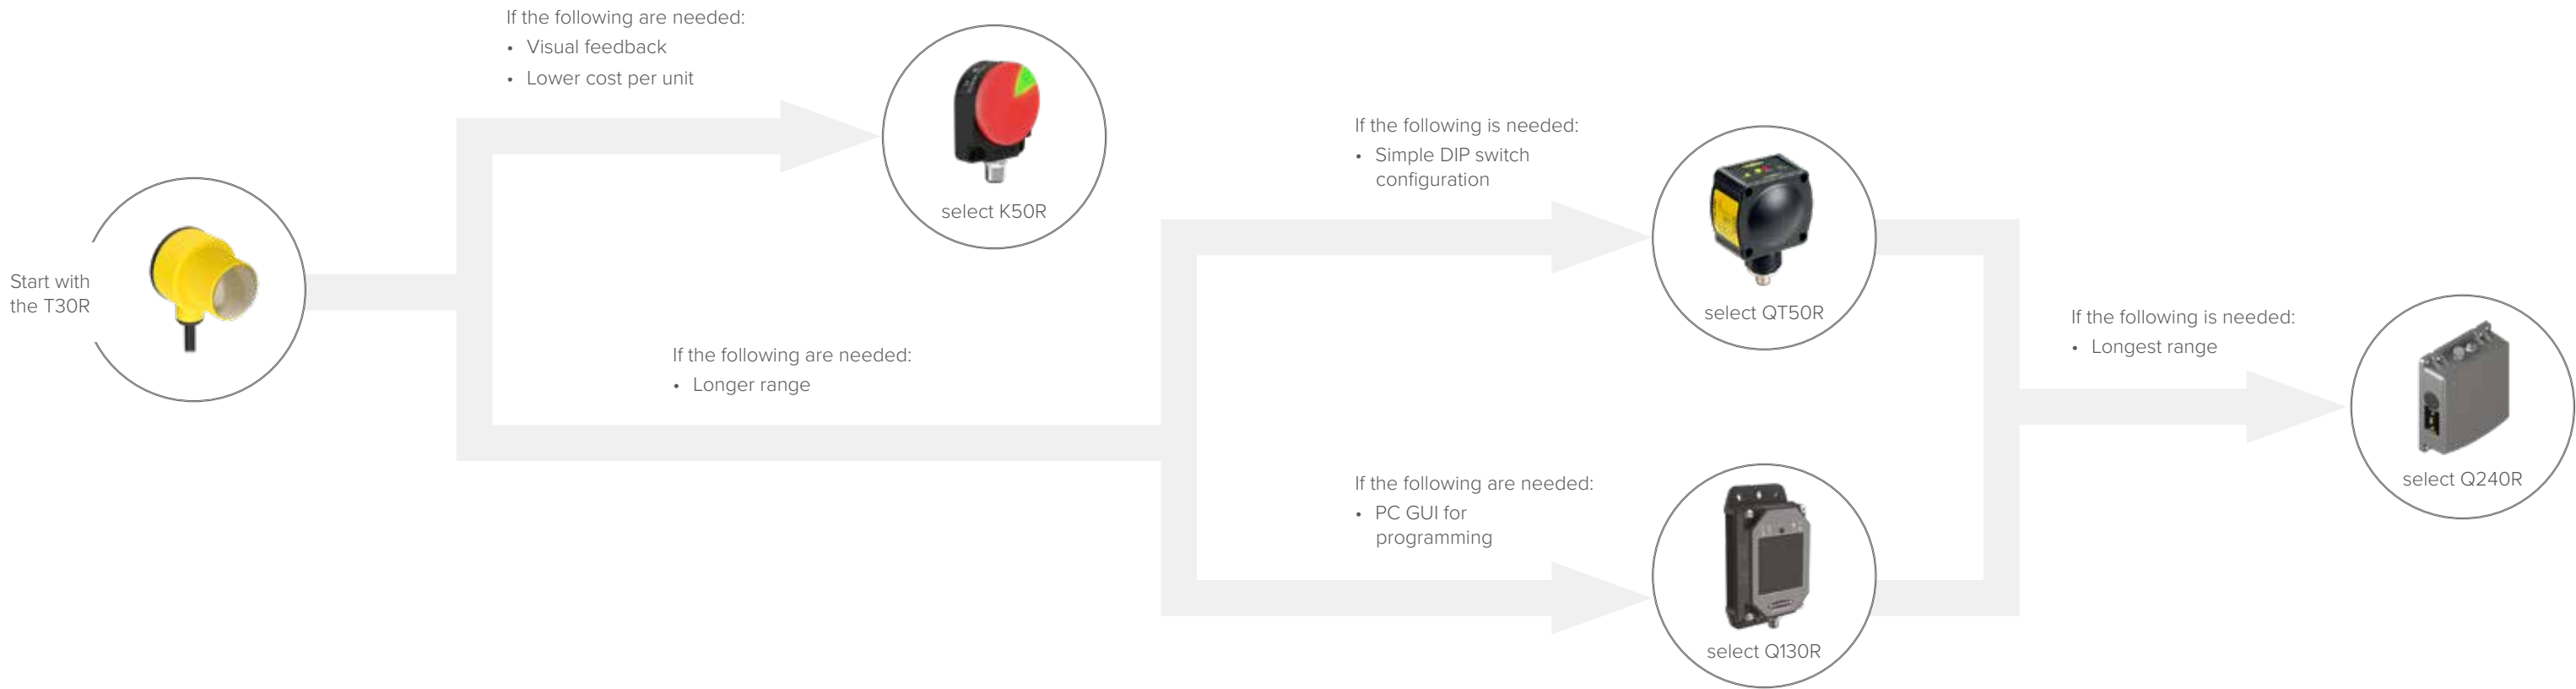 If the following are needed:
• Visual feedback
• Lower cost per unit
select K50R
Start with
the T30R
If the following are needed:
• Longer range
If the following is needed:
• Simple DIP switch
configuration
select QT50R
If the following are needed:
• PC GUI for
programming
select Q130R
If the following is needed:
• Longest range
select Q240R